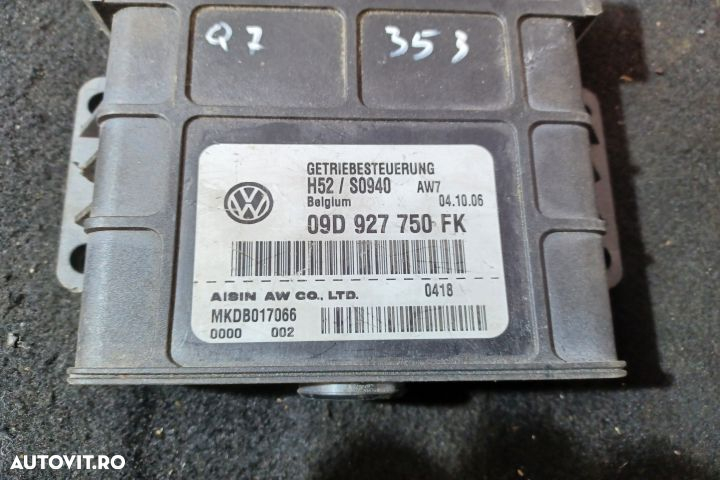 Q7 353
GETRIEBESTEUERUNG
H52 / S0940 AW7
Belgium 04.10.06
09D 927 750 FK
AISIN AW CO., LTD. 0418
MKDB017066
0000 002
AUTOVIT.RO™